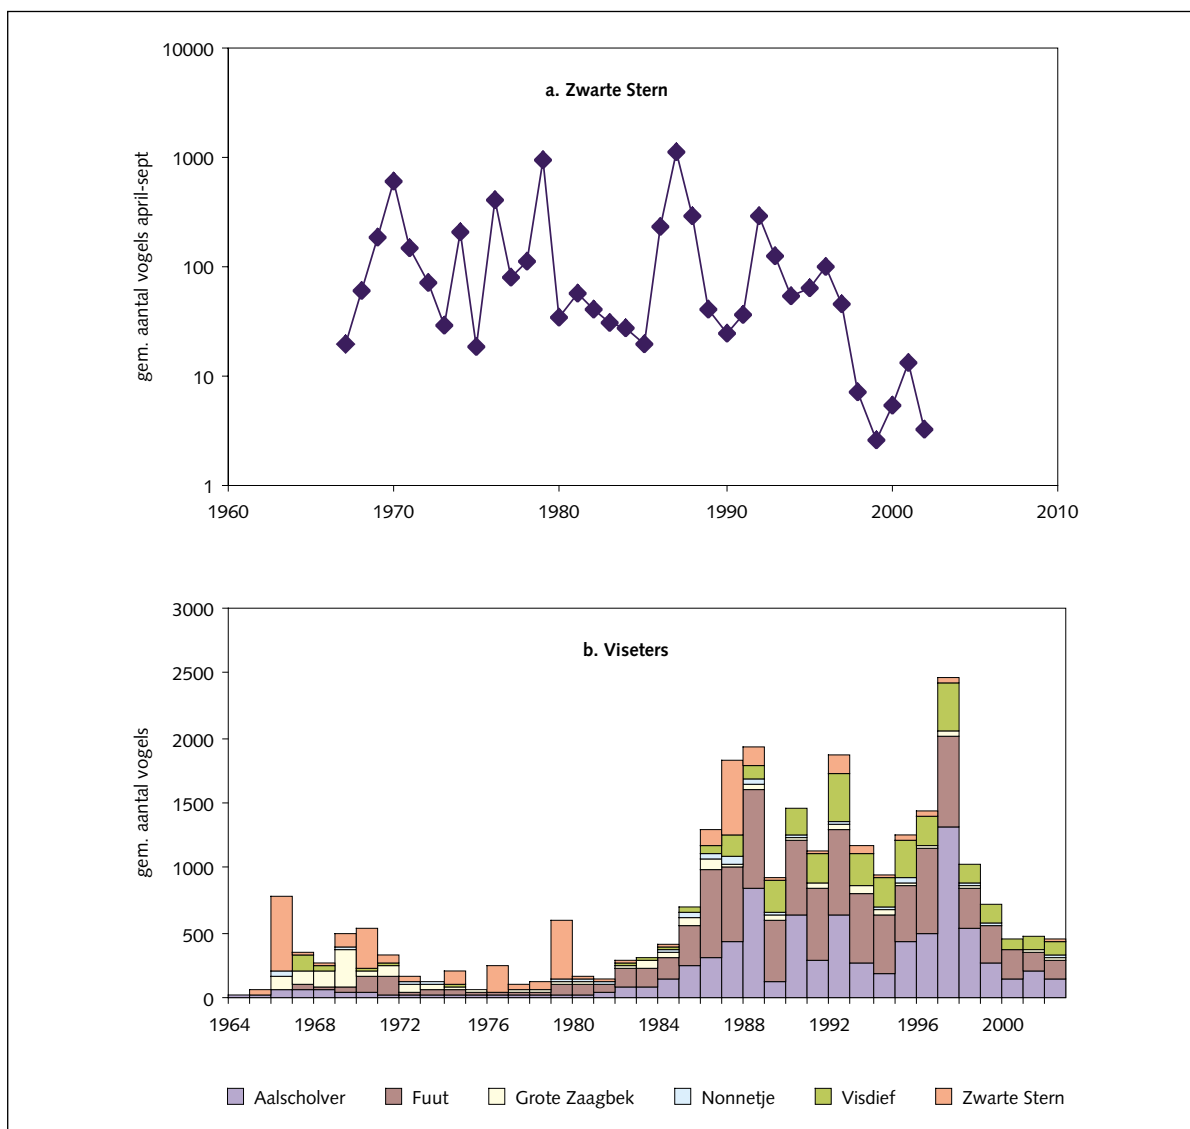 a. Zwarte Stern
gem. aantal vogels april-sept
10000
1000
100
10
1
1960 1970 1980 1990 2000 2010
b. Viseters
gem. aantal vogels
3000
2500
2000
1500
1000
500
0
1964 1968 1972 1976 1980 1984 1988 1992 1996 2000
Aalscholver Fuut Grote Zaagbek Nonnetje Visdief Zwarte Stern